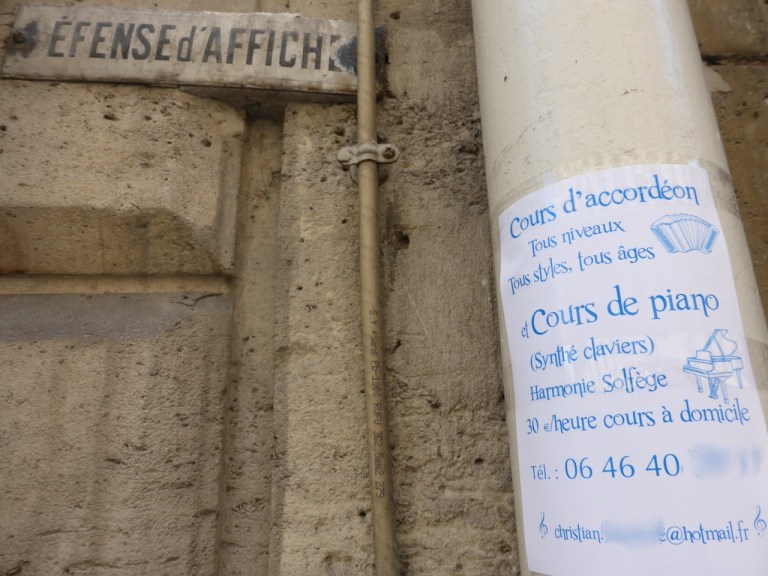 ÉFENSE d'AFFICHE
Cours d'accordéon
Tous niveaux
Tous styles, tous âges
et Cours de piano
(Synthé claviers)
Harmonie Solfège
30 €/heure cours à domicile
Tél. : 06 46 40
christian. e@hotmail.fr